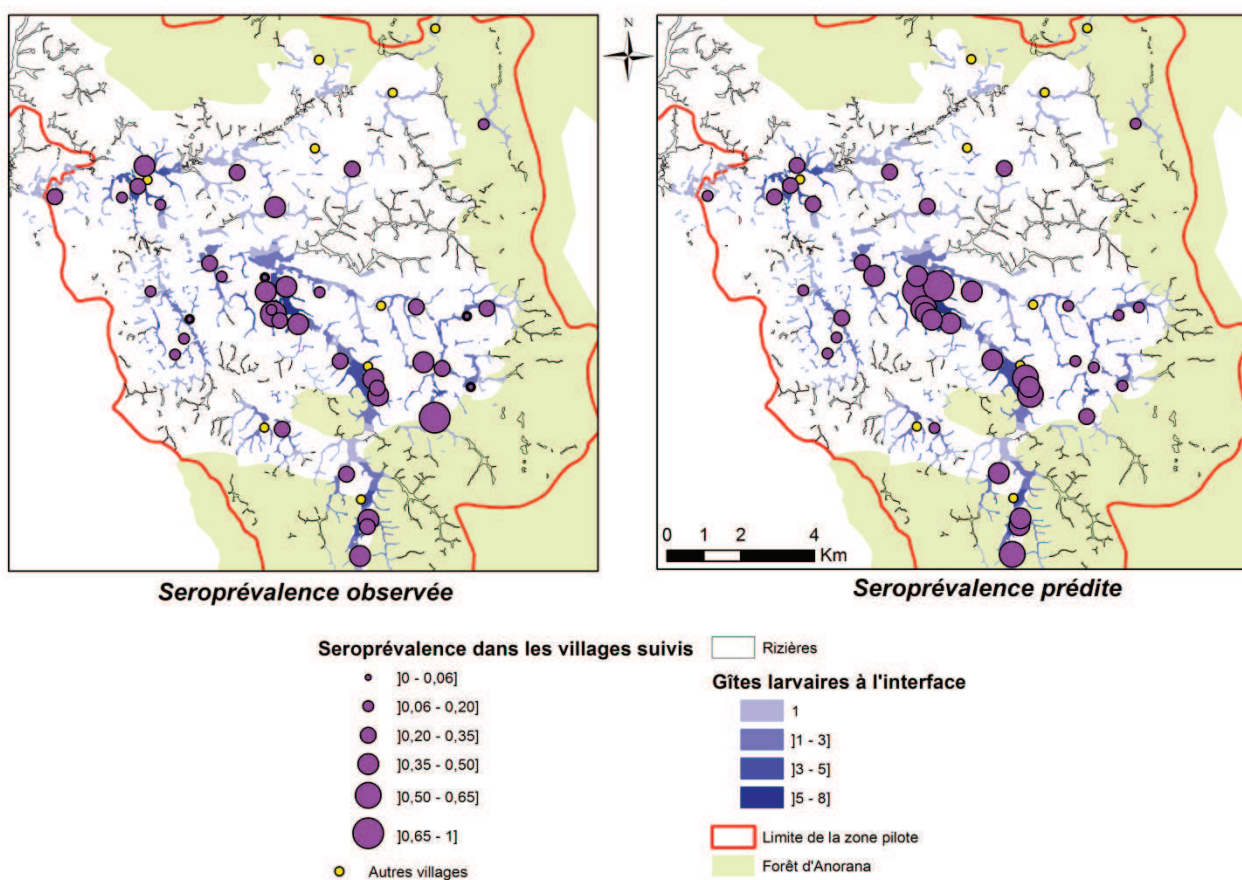 N
0 1 2 4
Km
Seroprévalence observée
Seroprévalence prédite
Seroprévalence dans les villages suivis
]0 - 0,06]
]0,06 - 0,20]
]0,20 - 0,35]
]0,35 - 0,50]
]0,50 - 0,65]
]0,65 - 1]
Autres villages
Rizières
Gîtes larvaires à l'interface
1
]1 - 3]
]3 - 5]
]5 - 8]
Limite de la zone pilote
Forêt d'Anorana